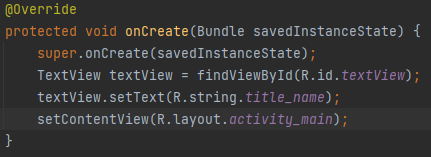 @Override
protected void onCreate(Bundle savedInstanceState) {
    super.onCreate(savedInstanceState);
    TextView textView = findViewById(R.id.textView);
    textView.setText(R.string.title_name);
    setContentView(R.layout.activity_main);
}